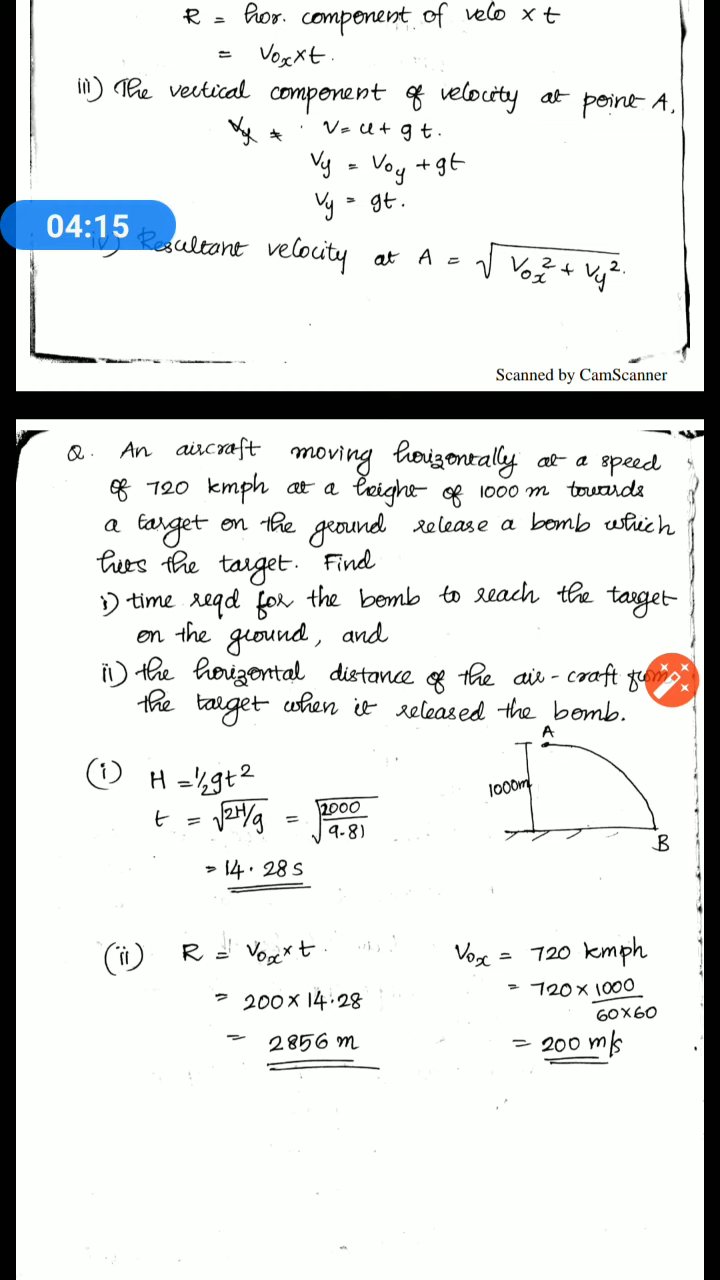 R = hor. component of velo x t
= Vox x t.
iii) The vertical component of velocity at point A,
Vy = V = u + gt.
Vy = Voy + gt
Vy = gt.
04:15
iv) Resultant velocity at A = √Vox² + Vy².
Scanned by CamScanner
Q. An aircraft moving horizontally at a speed
of 720 kmph at a height of 1000 m towards
a target on the ground release a bomb which
hits the target. Find
i) time reqd for the bomb to reach the target
on the ground, and
ii) the horizontal distance of the air-craft from
the target when it released the bomb.
A
1000m
B
(i) H = 1/2gt²
t = √2H/g = √2000/9.81
= 14.28 s
(ii) R = Vox x t.
= 200 x 14.28
= 2856 m
Vox = 720 kmph
= 720 x 1000/60x60
= 200 m/s